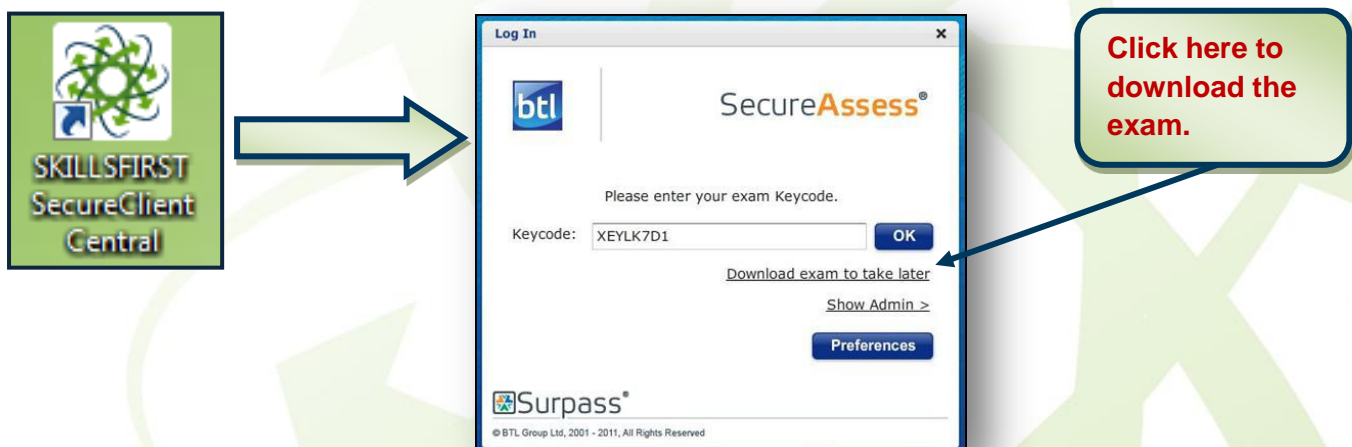 SKILLSFIRST
SecureClient
Central
Log In
btl
SecureAssess®
Please enter your exam Keycode.
Keycode: XEYLK7D1 OK
Download exam to take later
Show Admin >
Preferences
Surpass®
© BTL Group Ltd, 2001 - 2011, All Rights Reserved
Click here to
download the
exam.